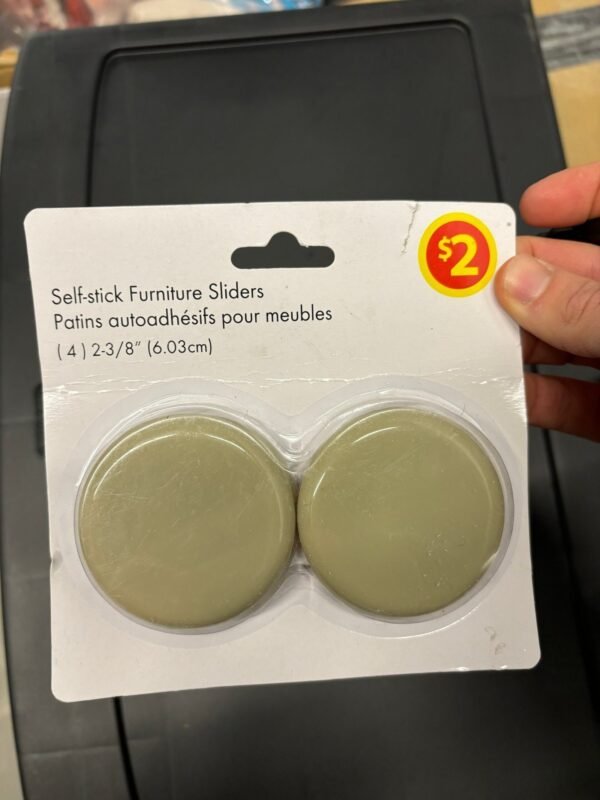 $2
Self-stick Furniture Sliders
Patins autoadhésifs pour meubles
( 4 ) 2-3/8" (6.03cm)